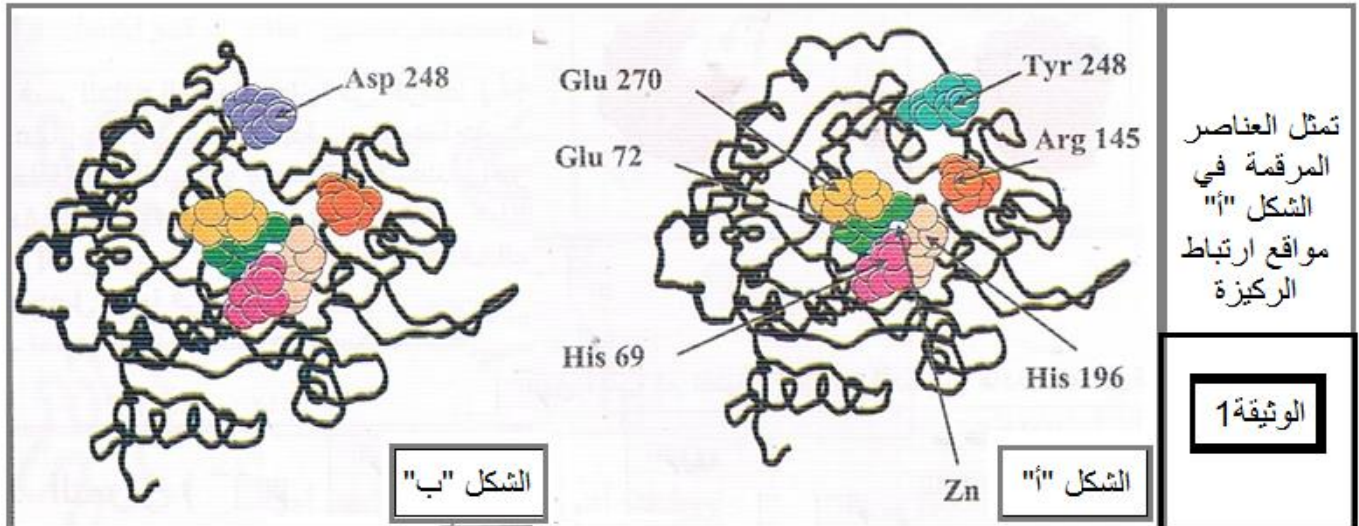 تمثل العناصر
المرقمة في
الشكل "أ"
مواقع ارتباط
الركيزة
الوثيقة1
Tyr 248
Arg 145
Glu 270
Glu 72
His 69
His 196
Zn
الشكل "أ"
Asp 248
الشكل "ب"